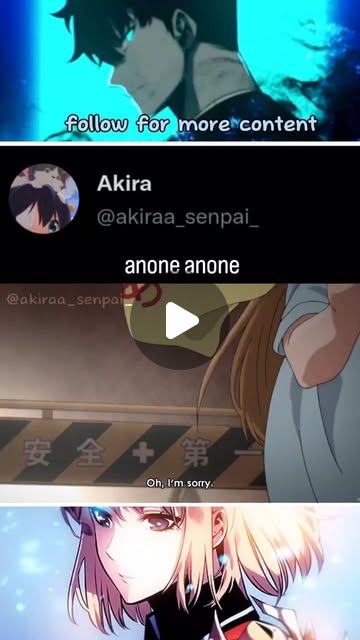 follow for more content
Akira
@akiraa_senpai_
anone anone
@akiraa_senpai_
安全✚第一
Oh, I'm sorry.